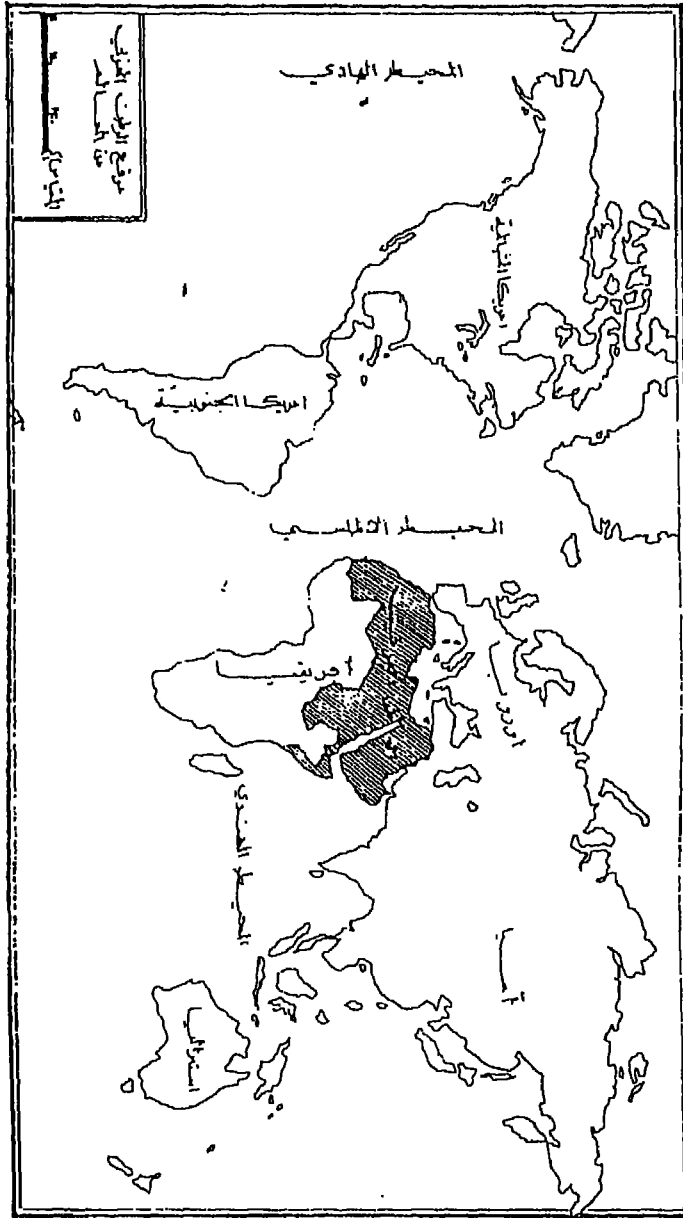 موقع الوطن العربي
من العالم
المقياس
المحيط الهادي
امريكا الشمالية
امريكا الجنوبية
المحيط الاطلسي
اوروبا
افريقيا
آسيا
المحيط الهندي
استراليا